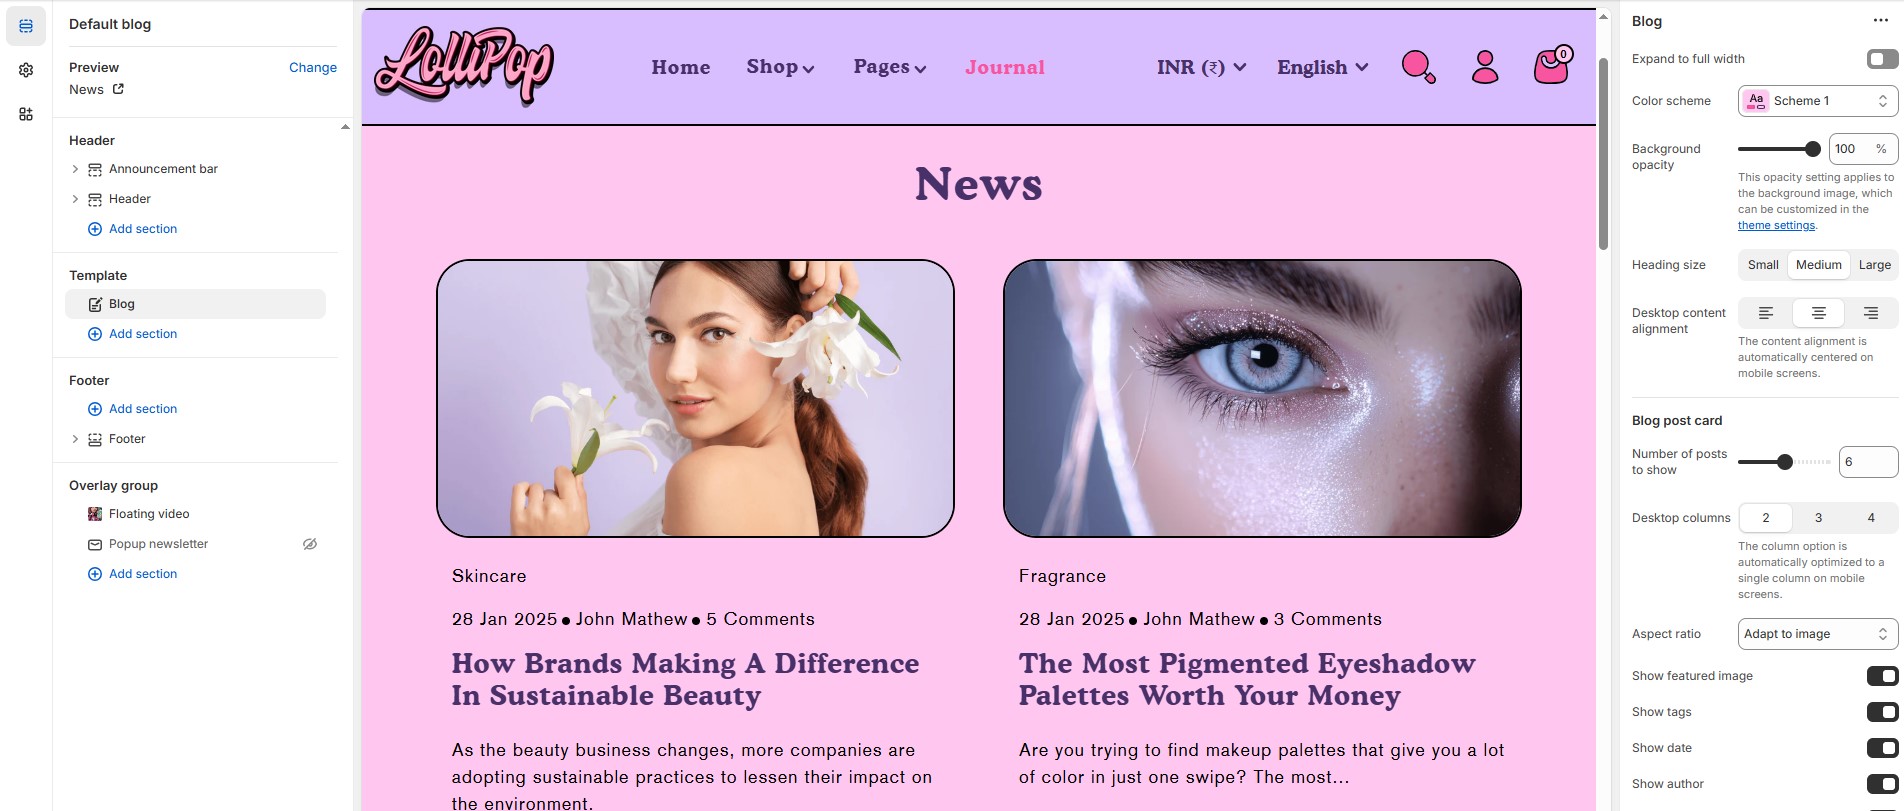 Default blog
Preview
Change
News
Header
Announcement bar
Header
Add section
Template
Blog
Add section
Footer
Add section
Footer
Overlay group
Floating video
Popup newsletter
Add section
LolliPop
Home
Shop
Pages
Journal
INR (₹)
English
0
News
Skincare
28 Jan 2025 ● John Mathew ● 5 Comments
How Brands Making A Difference
In Sustainable Beauty
As the beauty business changes, more companies are
adopting sustainable practices to lessen their impact on
the environment.
Fragrance
28 Jan 2025 ● John Mathew ● 3 Comments
The Most Pigmented Eyeshadow
Palettes Worth Your Money
Are you trying to find makeup palettes that give you a lot
of color in just one swipe? The most...
Blog
Expand to full width
Color scheme
Aa
Scheme 1
Background
opacity
100 %
This opacity setting applies to
the background image, which
can be customized in the
theme settings.
Heading size
Small Medium Large
Desktop content
alignment
The content alignment is
automatically centered on
mobile screens.
Blog post card
Number of posts
to show
6
Desktop columns
2 3 4
The column option is
automatically optimized to a
single column on mobile
screens.
Aspect ratio
Adapt to image
Show featured image
Show tags
Show date
Show author